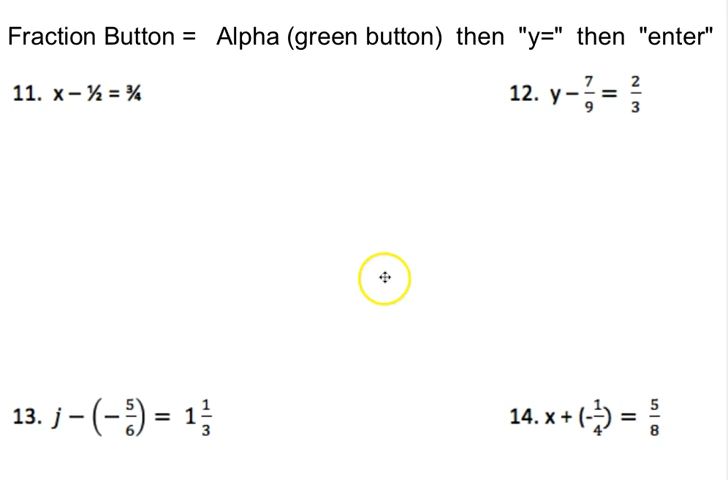 Fraction Button = Alpha (green button) then "y=" then "enter"
11. x – ½ = ¾
12. y – 7/9 = 2/3
13. j – (– 5/6) = 1 1/3
14. x + (- 1/4) = 5/8